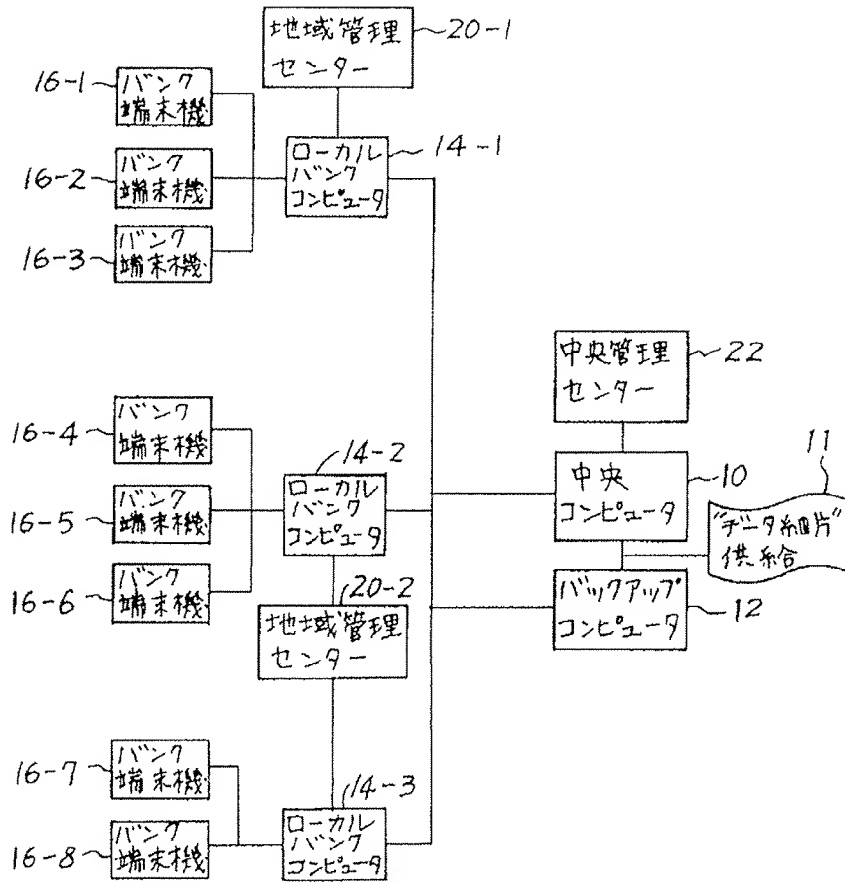 地域管理
センター
20-1
16-1
バンク
端末機
16-2
バンク
端末機
16-3
バンク
端末機
ローカル
バンク
コンピュータ
14-1
中央管理
センター
22
16-4
バンク
端末機
16-5
バンク
端末機
16-6
バンク
端末機
14-2
ローカル
バンク
コンピュータ
中央
コンピュータ
10
11
"データ細片"
供給
20-2
地域管理
センター
バックアップ
コンピュータ
12
16-7
バンク
端末機
16-8
バンク
端末機
14-3
ローカル
バンク
コンピュータ